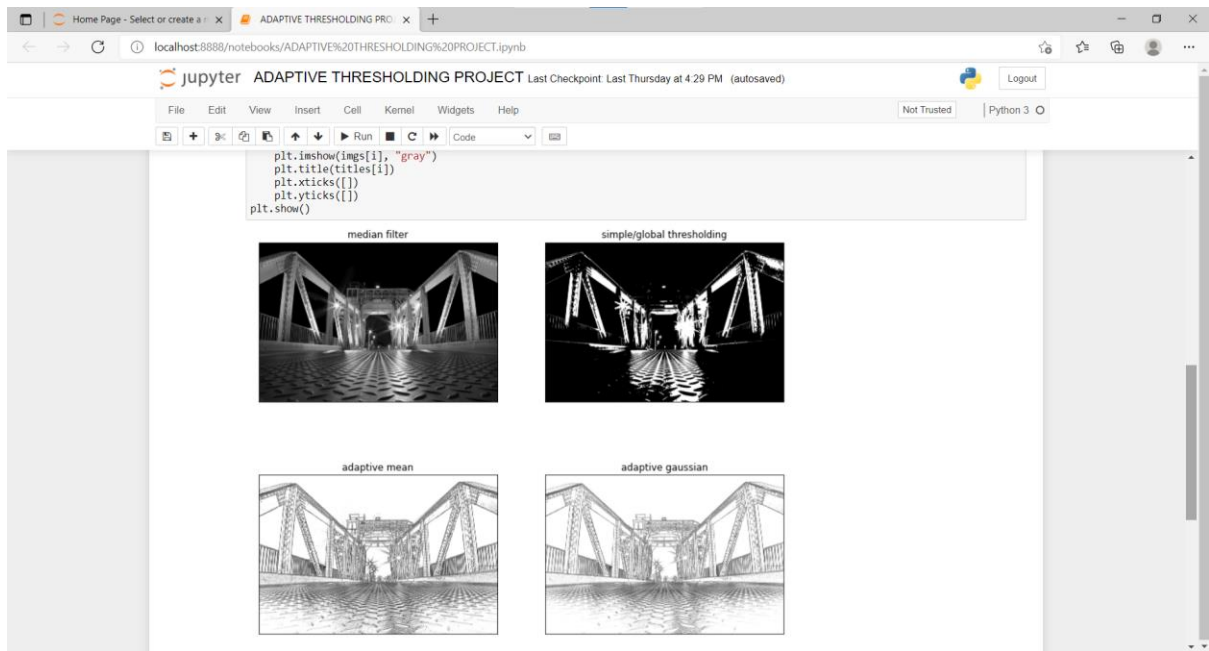 Home Page - Select or create a n
ADAPTIVE THRESHOLDING PRO
localhost:8888/notebooks/ADAPTIVE%20THRESHOLDING%20PROJECT.ipynb
jupyter ADAPTIVE THRESHOLDING PROJECT Last Checkpoint: Last Thursday at 4:29 PM (autosaved)
Logout
File Edit View Insert Cell Kernel Widgets Help
Not Trusted
Python 3
Run
Code
plt.imshow(imgs[i], "gray")
plt.title(titles[i])
plt.xticks([])
plt.yticks([])
plt.show()
median filter
simple/global thresholding
adaptive mean
adaptive gaussian